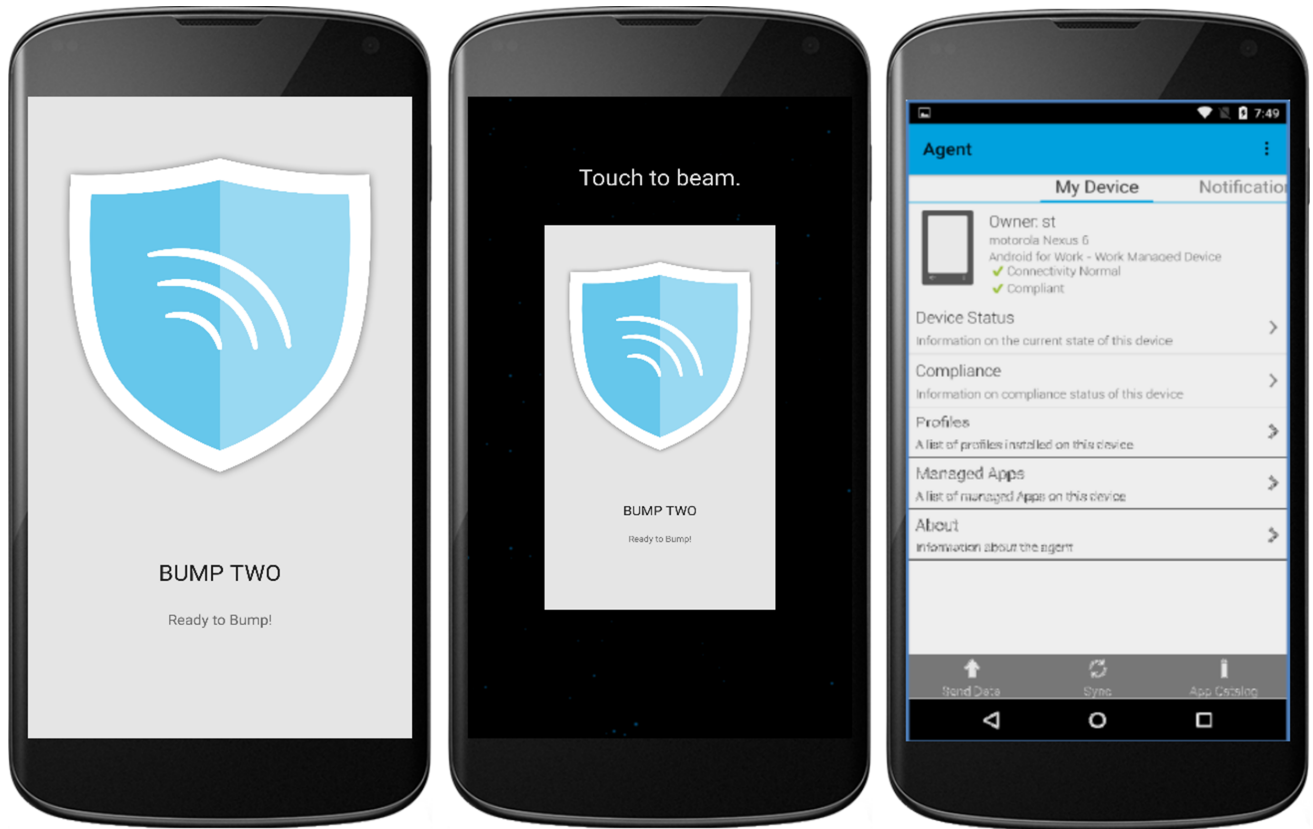 BUMP TWO
Ready to Bump!
Touch to beam.
BUMP TWO
Ready to Bump!
7:49
Agent
My Device
Notification
Owner: st
motorola Nexus 6
Android for Work - Work Managed Device
Connectivity Normal
Compliant
Device Status
Information on the current state of this device
Compliance
Information on compliance status of this device
Profiles
A list of profiles installed on this device
Managed Apps
A list of managed Apps on this device
About
Information about the agent
Send Data
Sync
App Catalog